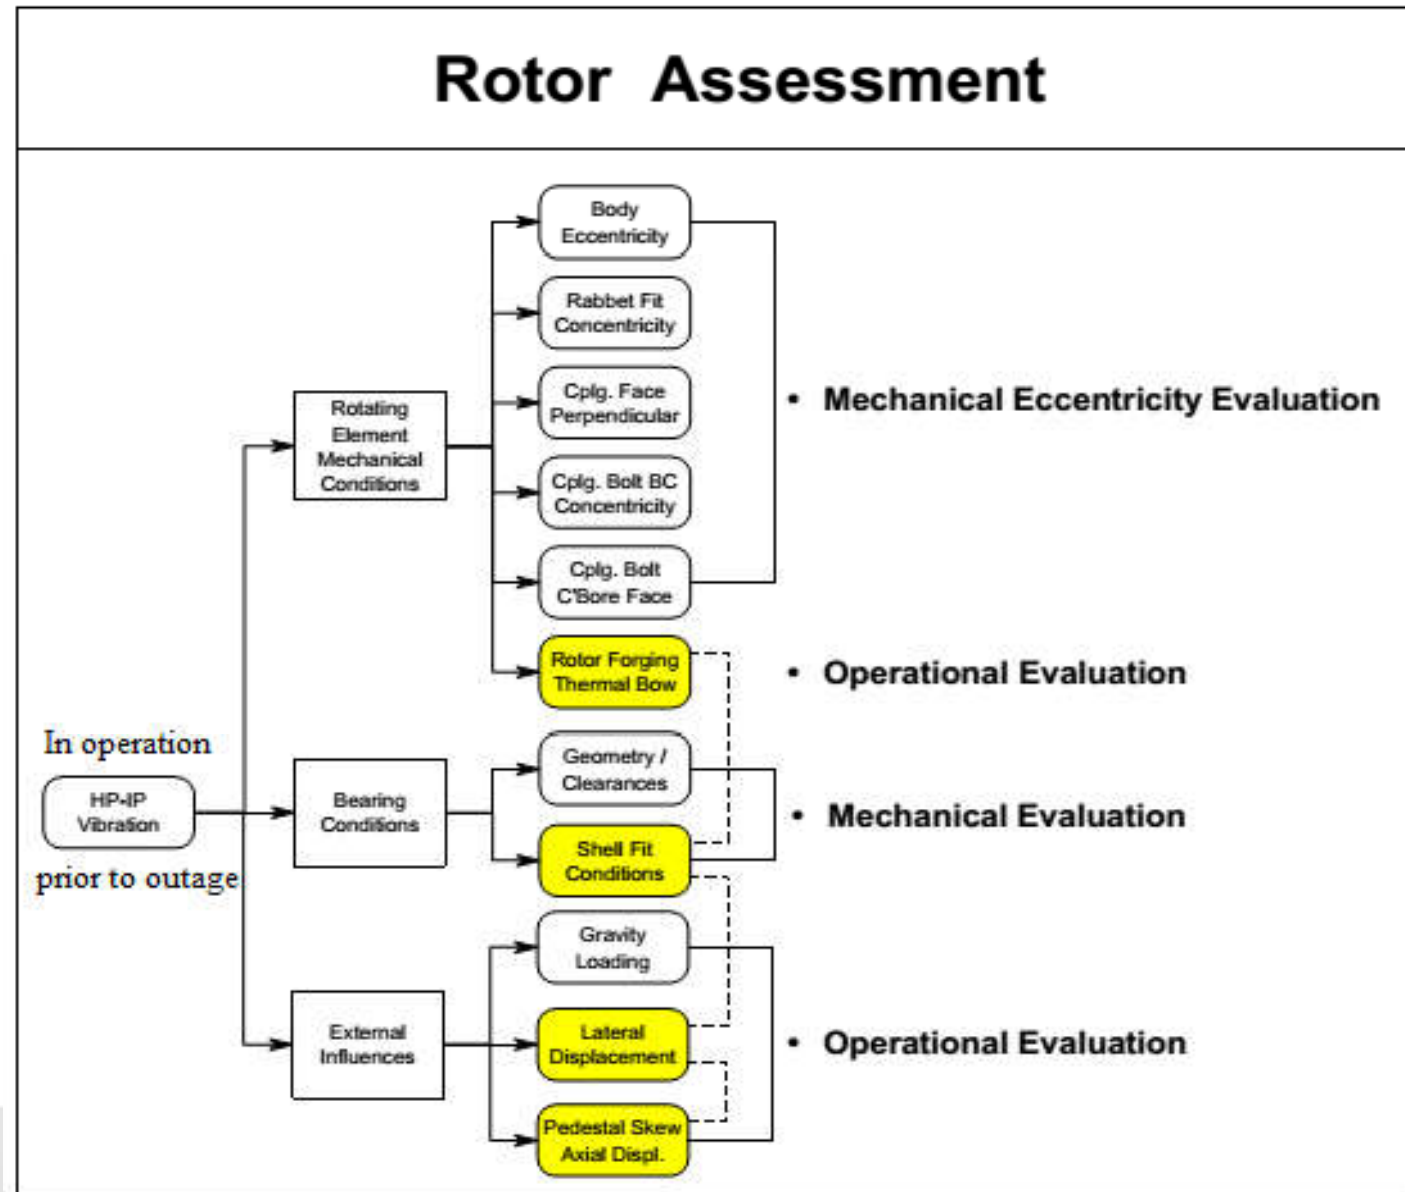 Rotor Assessment
Body
Eccentricity
Rabbet Fit
Concentricity
Cplg. Face
Perpendicular
• Mechanical Eccentricity Evaluation
Rotating
Element
Mechanical
Conditions
Cplg. Bolt BC
Concentricity
Cplg. Bolt
C'Bore Face
Rotor Forging
Thermal Bow
• Operational Evaluation
In operation
HP-IP
Vibration
prior to outage
Bearing
Conditions
Geometry /
Clearances
• Mechanical Evaluation
Shell Fit
Conditions
Gravity
Loading
External
Influences
Lateral
Displacement
• Operational Evaluation
Pedestal Skew
Axial Displ.